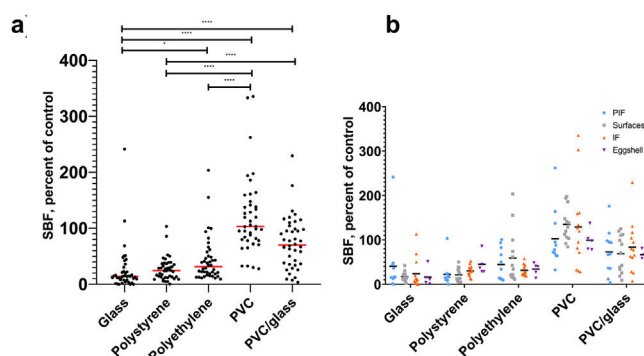 a)
****
****
*
****
****
****
SBF, percent of control
400
300
200
100
0
Glass
Polystyrene
Polyethylene
PVC
PVC/glass
b
SBF, percent of control
400
300
200
100
0
PIF
Surfaces
IF
Eggshell
Glass
Polystyrene
Polyethylene
PVC
PVC/glass